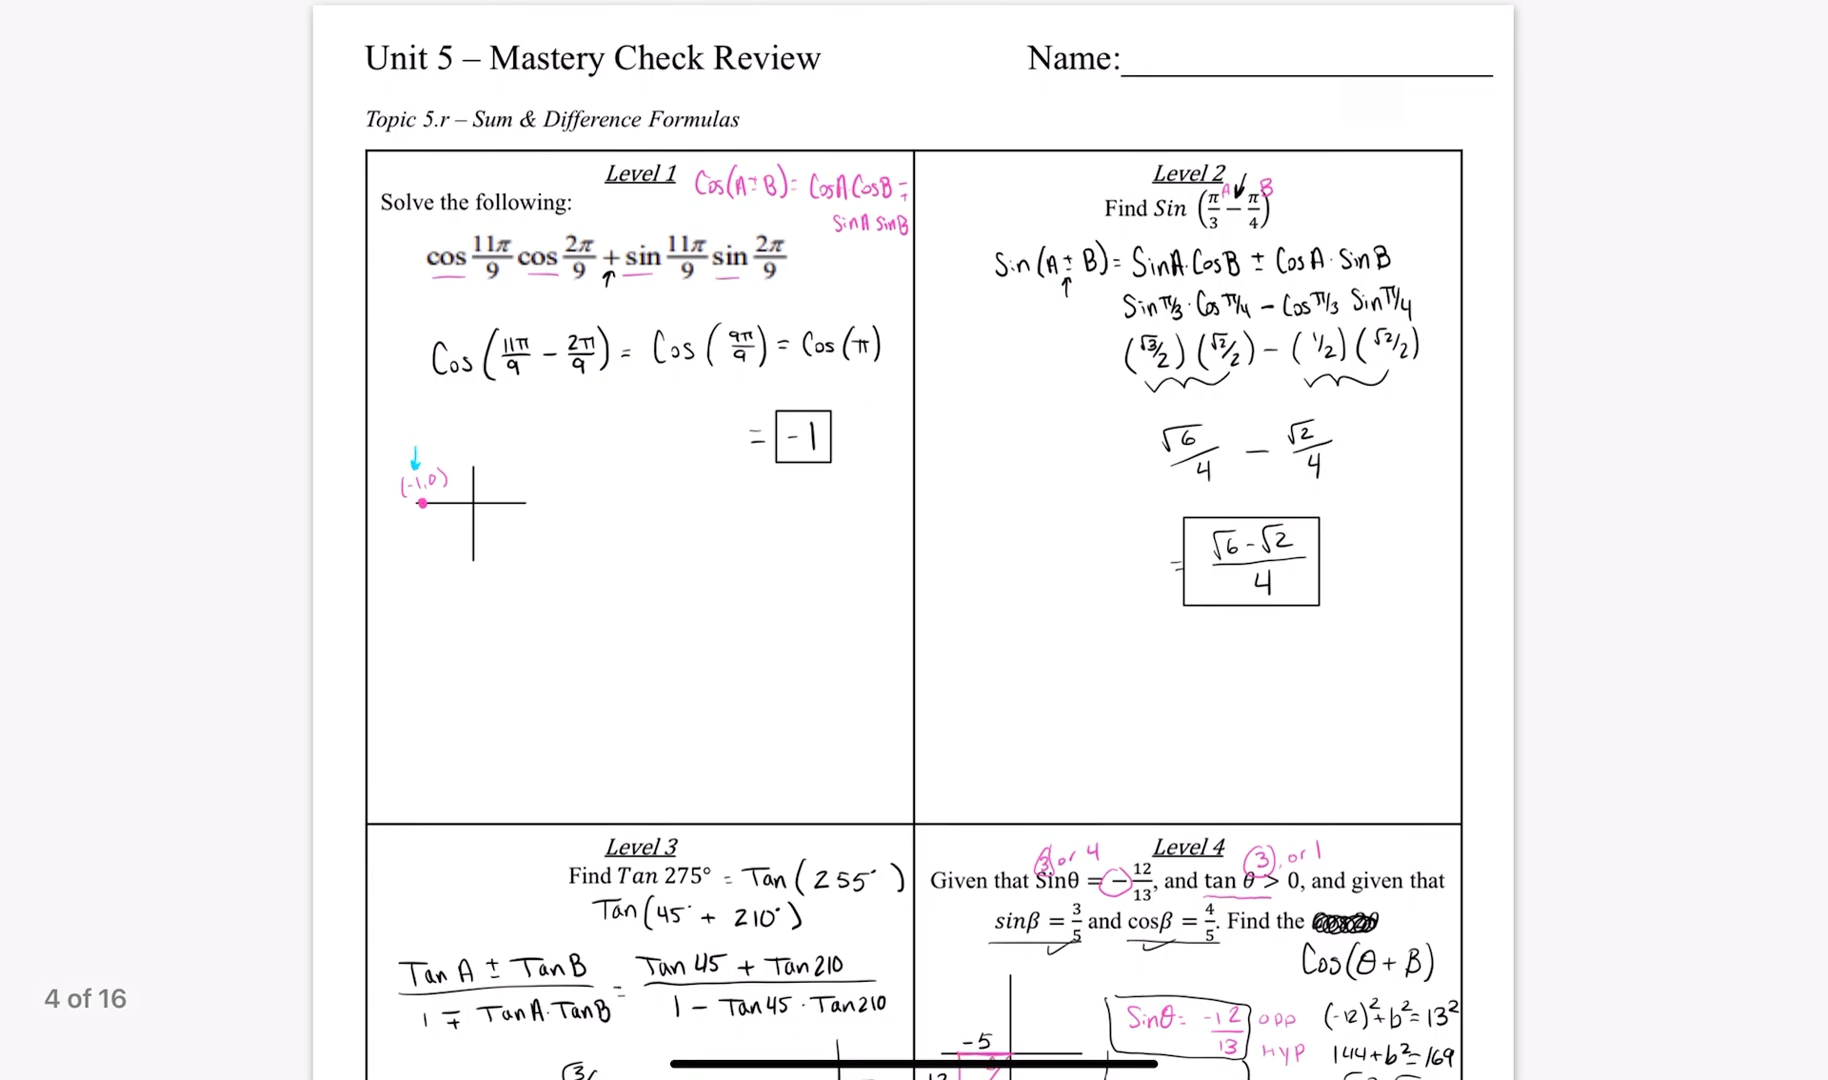 Unit 5 – Mastery Check Review
Name:
Topic 5.r – Sum & Difference Formulas
Level 1
Cos(A±B)= CosA CosB ∓
SinA SinB
Solve the following:
cos 11π/9 cos 2π/9 + sin 11π/9 sin 2π/9
↑
Cos(11π/9 − 2π/9) = Cos(9π/9) = Cos(π)
= -1
(-1,0)
Level 2
A B
Find Sin (π/3 − π/4)
Sin(A ± B)= SinA·CosB ± CosA·SinB
Sin π/3 · Cos π/4 − Cos π/3 Sin π/4
(√3/2)(√2/2) − (1/2)(√2/2)
√6/4 − √2/4
= √6-√2/4
Level 3
Find Tan 275° = Tan(255°)
Tan(45° + 210°)
TanA ± TanB / 1 ∓ TanA·TanB = Tan 45 + Tan 210 / 1 − Tan45 · Tan210
Level 4
3 or 4
3, or 1
Given that Sinθ = −12/13, and tan θ > 0, and given that
sinβ = 3/5 and cosβ = 4/5. Find the
Cos(θ + B)
Sinθ= -12/13 opp HYP
(-12)²+b²=13²
144+b²=169
-5
4 of 16